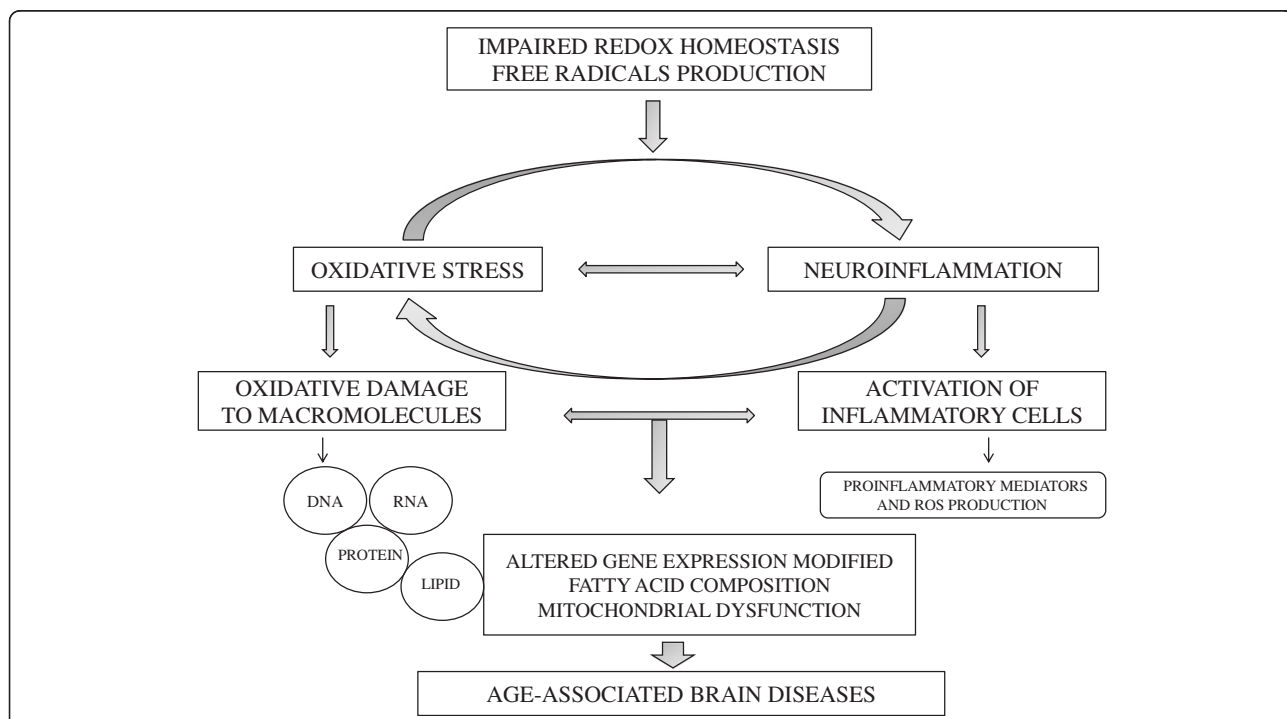 IMPAIRED REDOX HOMEOSTASIS
FREE RADICALS PRODUCTION
OXIDATIVE STRESS
NEUROINFLAMMATION
OXIDATIVE DAMAGE
TO MACROMOLECULES
ACTIVATION OF
INFLAMMATORY CELLS
DNA
RNA
PROTEIN
LIPID
PROINFLAMMATORY MEDIATORS
AND ROS PRODUCTION
ALTERED GENE EXPRESSION MODIFIED
FATTY ACID COMPOSITION
MITOCHONDRIAL DYSFUNCTION
AGE-ASSOCIATED BRAIN DISEASES